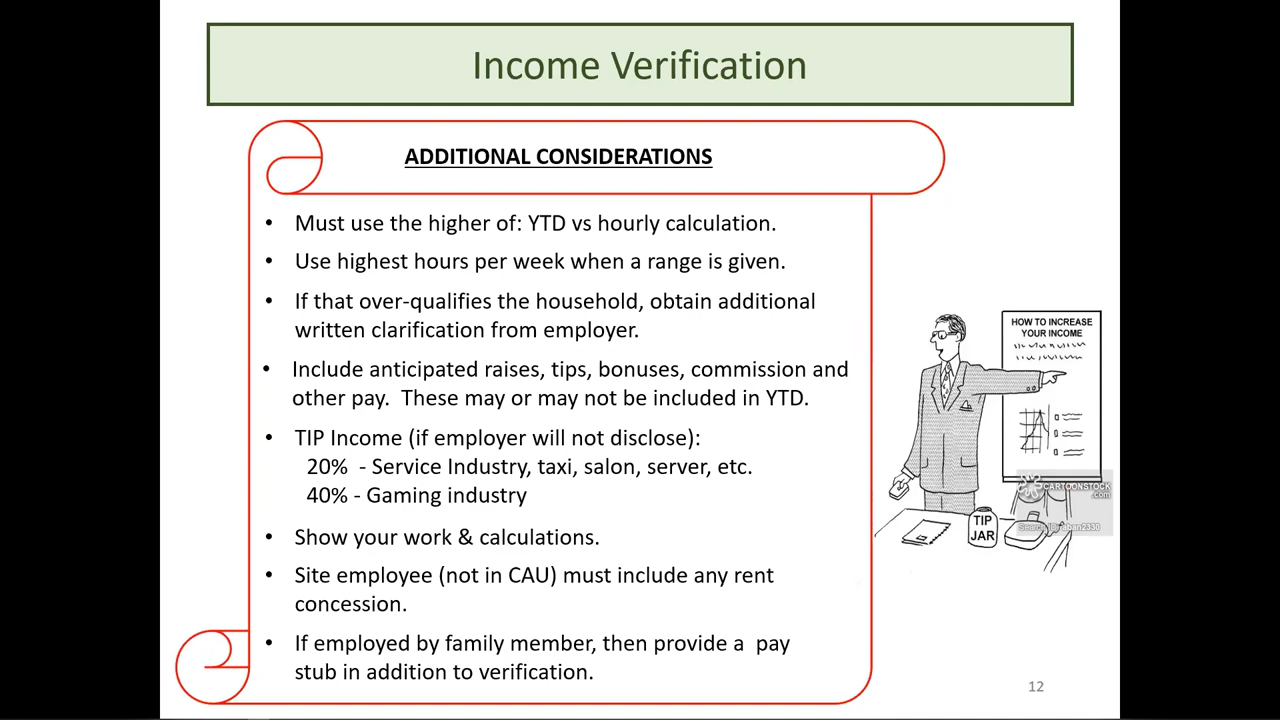 Income Verification
ADDITIONAL CONSIDERATIONS
• Must use the higher of: YTD vs hourly calculation.
• Use highest hours per week when a range is given.
• If that over-qualifies the household, obtain additional
written clarification from employer.
• Include anticipated raises, tips, bonuses, commission and
other pay. These may or may not be included in YTD.
• TIP Income (if employer will not disclose):
20% - Service Industry, taxi, salon, server, etc.
40% - Gaming industry
• Show your work & calculations.
• Site employee (not in CAU) must include any rent
concession.
• If employed by family member, then provide a pay
stub in addition to verification.
HOW TO INCREASE
YOUR INCOME
CARTOONSTOCK
.com
TIP
JAR
12